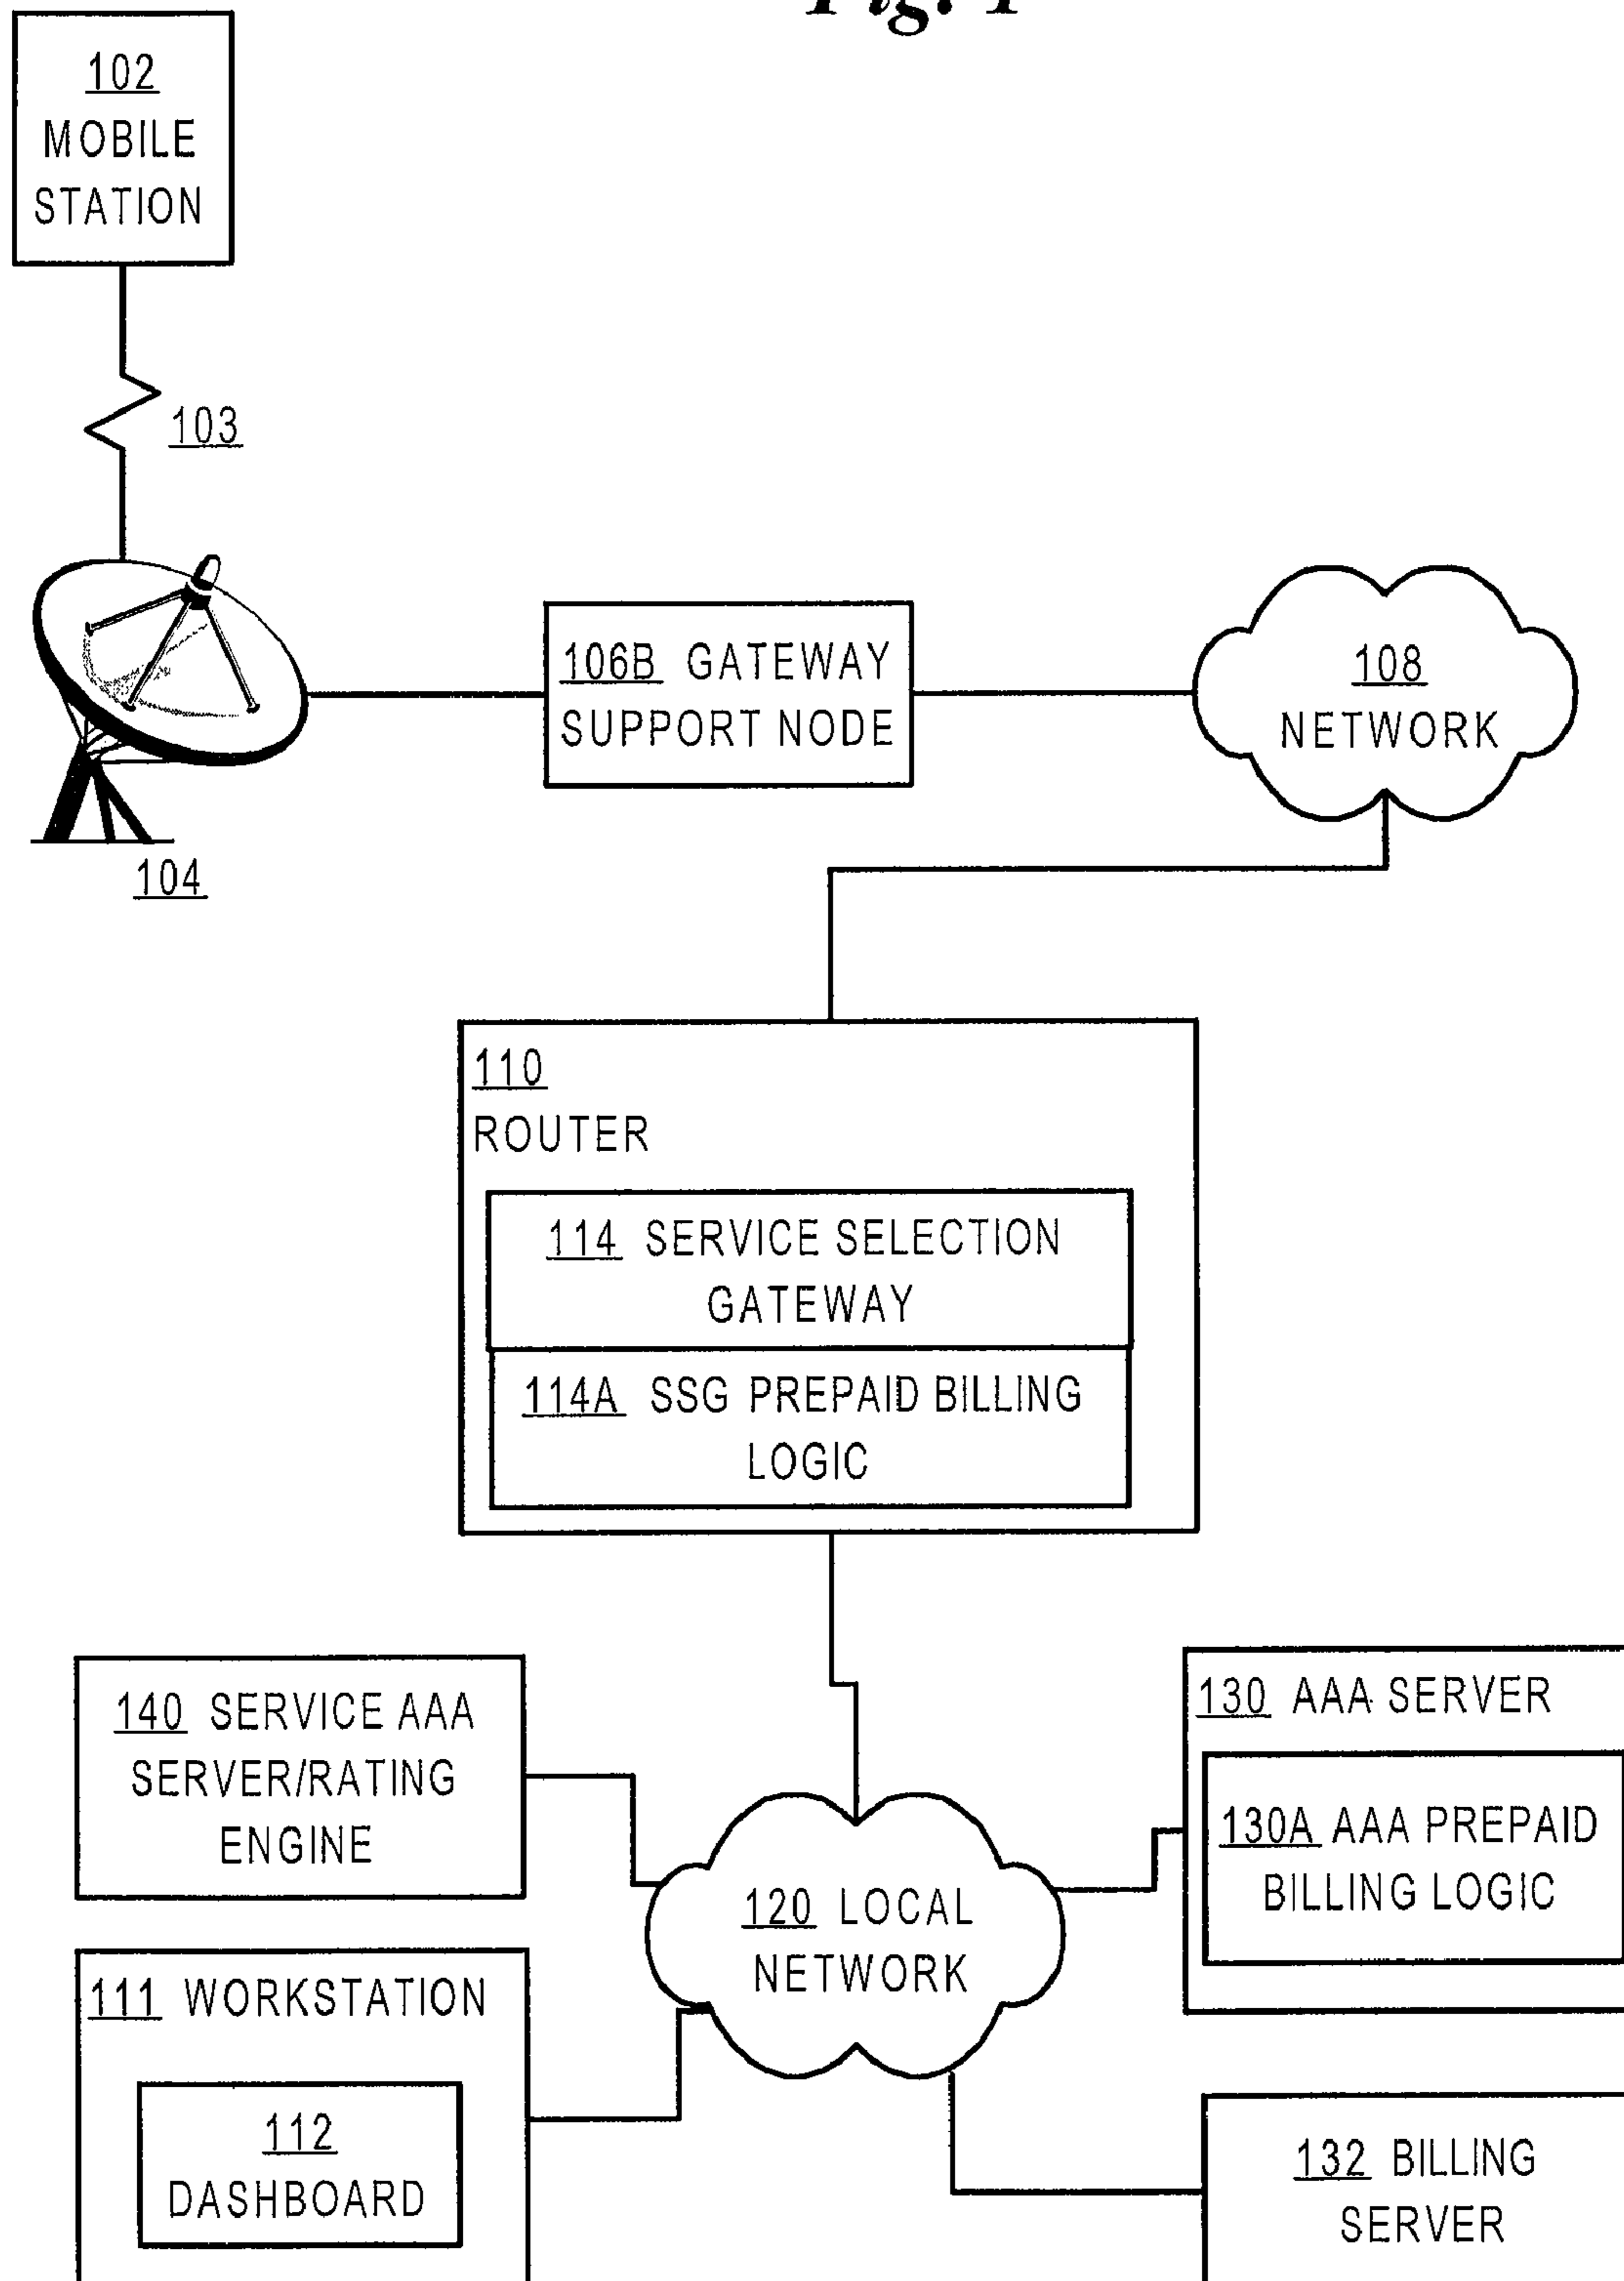 Fig. 1
102
MOBILE
STATION
103
104
106B GATEWAY
SUPPORT NODE
108
NETWORK
110
ROUTER
114 SERVICE SELECTION
GATEWAY
114A SSG PREPAID BILLING
LOGIC
140 SERVICE AAA
SERVER/RATING
ENGINE
130 AAA SERVER
130A AAA PREPAID
BILLING LOGIC
120 LOCAL
NETWORK
111 WORKSTATION
112
DASHBOARD
132 BILLING
SERVER